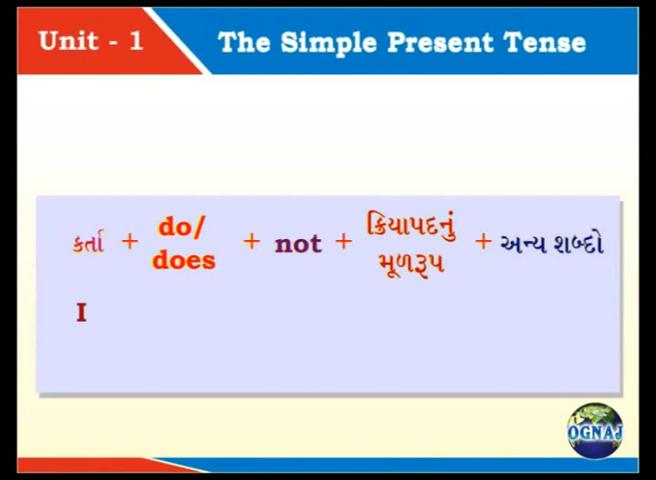 Unit - 1
The Simple Present Tense
કર્તા + do/ does + not + ક્રિયાપદનું મૂળરૂપ + અન્ય શબ્દો
I
OGNAJ